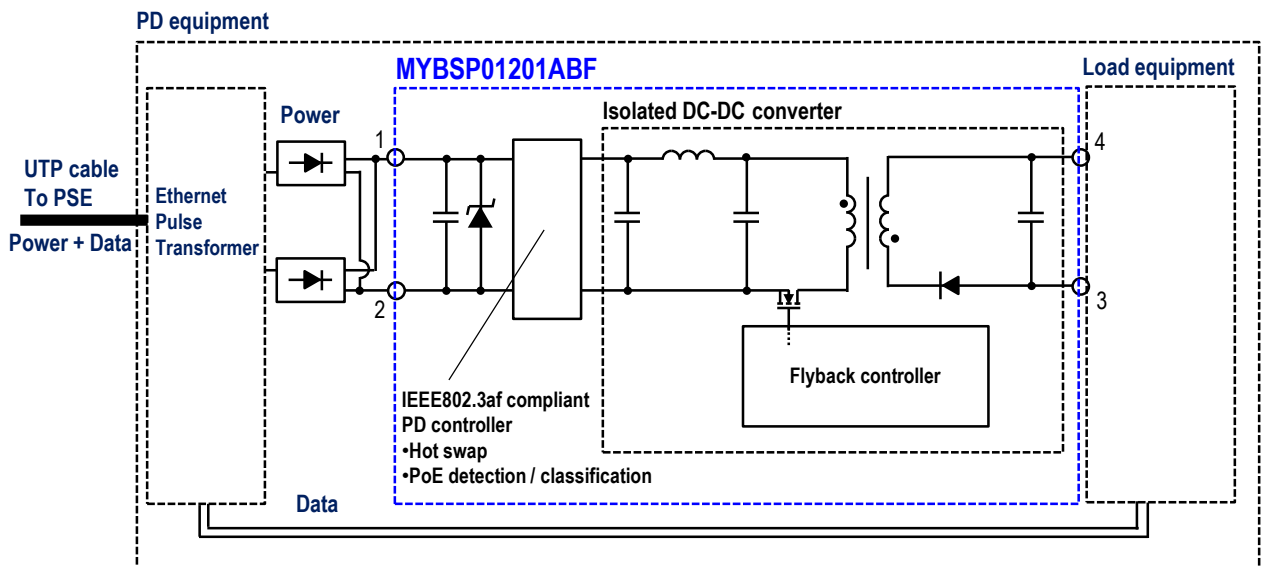 PD equipment
MYBSP01201ABF
Load equipment
Power
Isolated DC-DC converter
1
4
UTP cable
To PSE
Power + Data
Ethernet
Pulse
Transformer
2
3
Flyback controller
IEEE802.3af compliant
PD controller
•Hot swap
•PoE detection / classification
Data